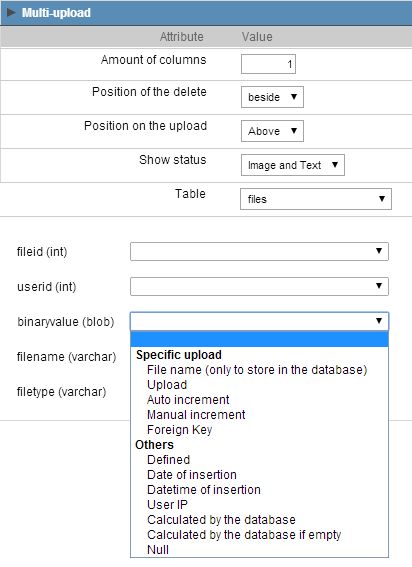 Multi-upload
Attribute Value
Amount of columns 1
Position of the delete beside
Position on the upload Above
Show status Image and Text
Table files
fileid (int)
userid (int)
binaryvalue (blob)
filename (varchar)
filetype (varchar)
Specific upload
File name (only to store in the database)
Upload
Auto increment
Manual increment
Foreign Key
Others
Defined
Date of insertion
Datetime of insertion
User IP
Calculated by the database
Calculated by the database if empty
Null